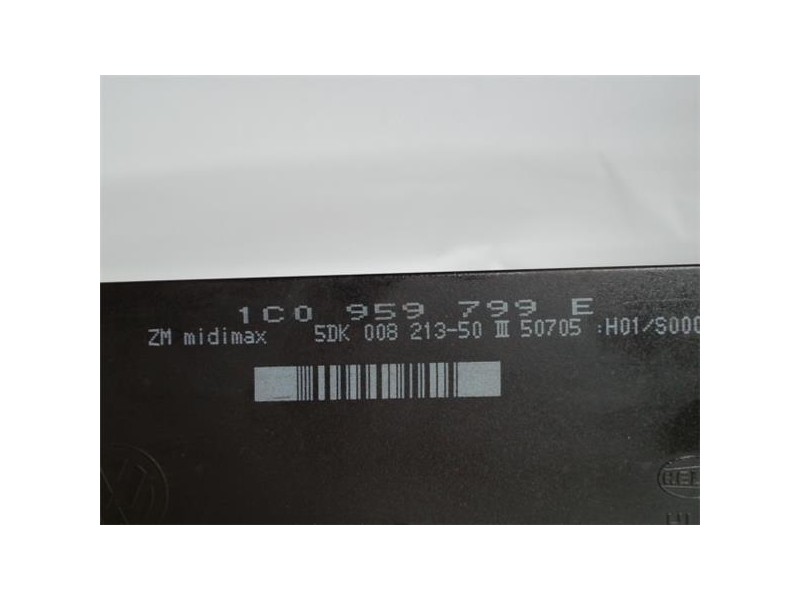 1C0 959 799 E
ZM midimax 5DK 008 213-50 III 50705 :H01/S000